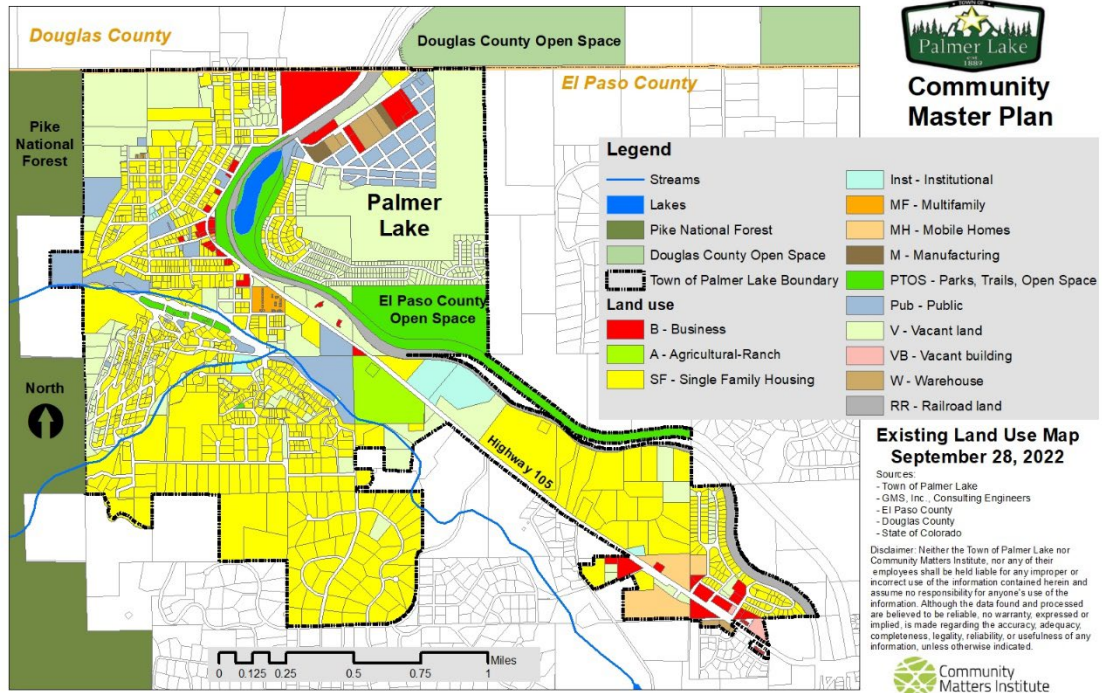 Douglas County
Douglas County Open Space
El Paso County
Pike
National
Forest
Palmer
Lake
El Paso County
Open Space
North
Highway 105
0 0.125 0.25 0.5 0.75 1
Miles
TOWN OF
Palmer Lake
1889
Community
Master Plan
Legend
Streams
Lakes
Pike National Forest
Douglas County Open Space
Town of Palmer Lake Boundary
Land use
B - Business
A - Agricultural-Ranch
SF - Single Family Housing
Inst - Institutional
MF - Multifamily
MH - Mobile Homes
M - Manufacturing
PTOS - Parks, Trails, Open Space
Pub - Public
V - Vacant land
VB - Vacant building
W - Warehouse
RR - Railroad land
Existing Land Use Map
September 28, 2022
Sources:
- Town of Palmer Lake
- GMS, Inc., Consulting Engineers
- El Paso County
- Douglas County
- State of Colorado
Disclaimer: Neither the Town of Palmer Lake nor
Community Matters Institute, nor any of their
employees shall be held liable for any improper or
incorrect use of the information contained herein and
assume no responsibility for anyone's use of the
information. Although the data found and processed
are believed to be reliable, no warranty, expressed or
implied, is made regarding the accuracy, adequacy,
completeness, legality, reliability, or usefulness of any
information, unless otherwise indicated.
Community
Matters Institute